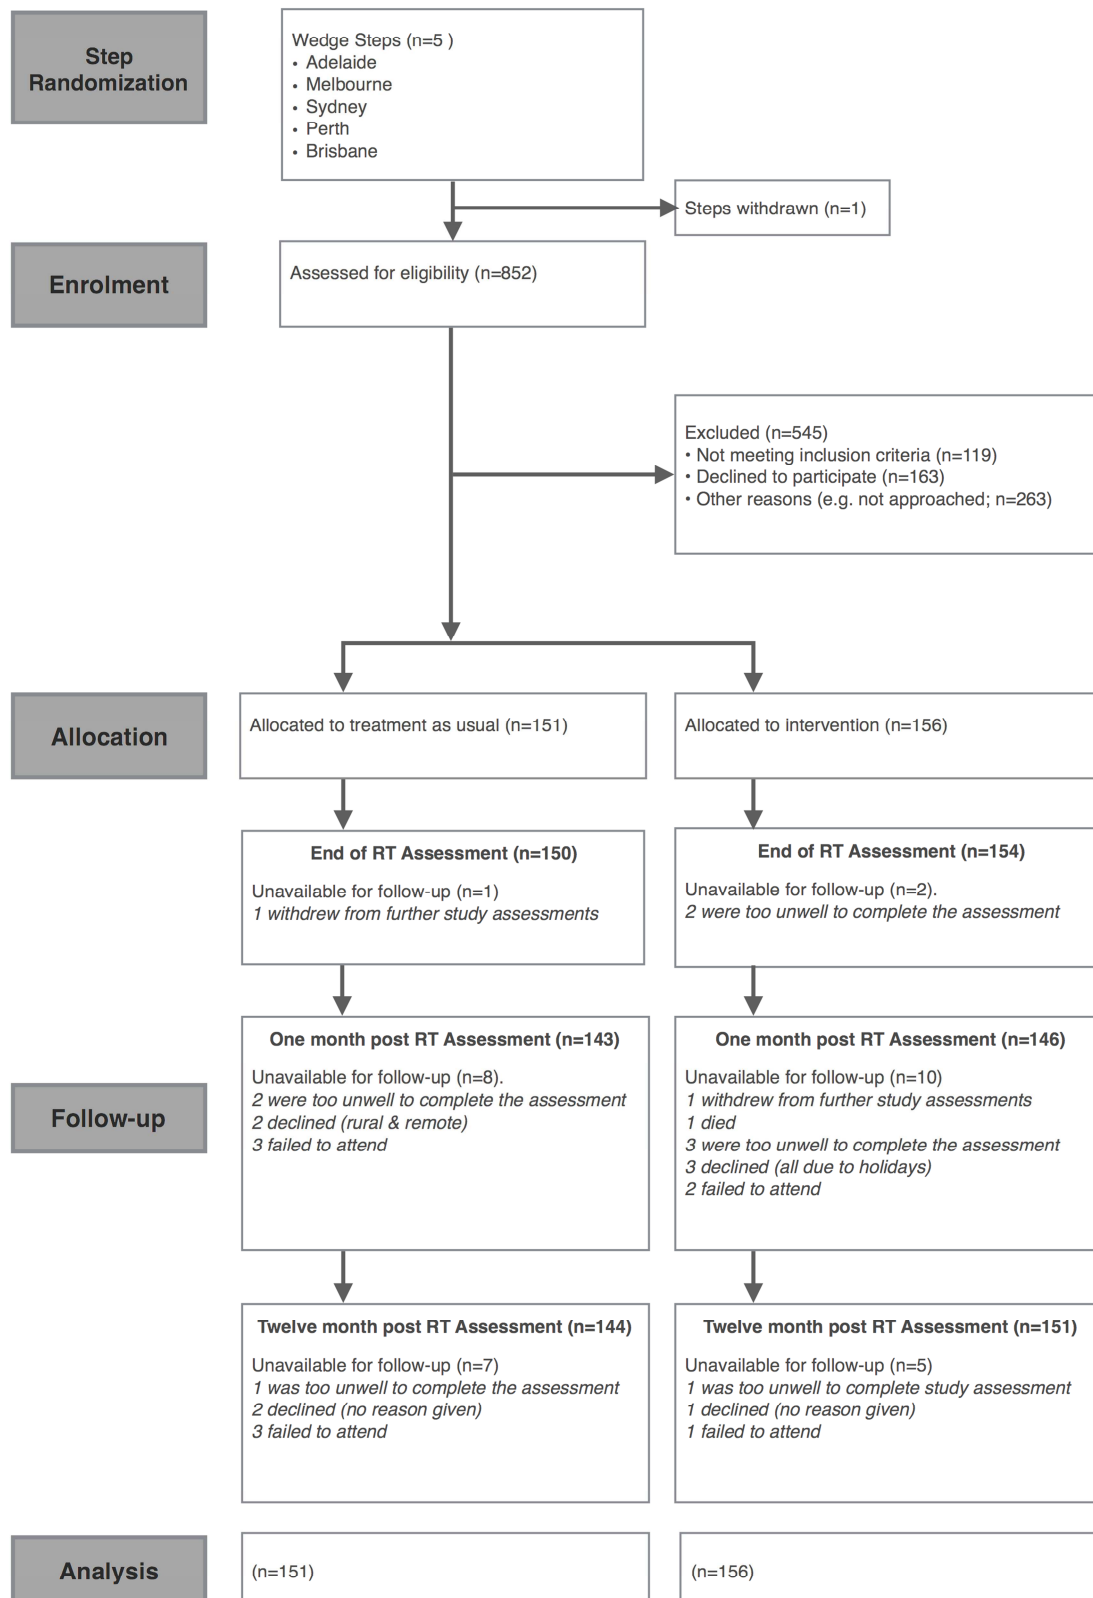 Step
Randomization
Wedge Steps (n=5 )
• Adelaide
• Melbourne
• Sydney
• Perth
• Brisbane
Steps withdrawn (n=1)
Enrolment
Assessed for eligibility (n=852)
Excluded (n=545)
• Not meeting inclusion criteria (n=119)
• Declined to participate (n=163)
• Other reasons (e.g. not approached; n=263)
Allocation
Allocated to treatment as usual (n=151)
Allocated to intervention (n=156)
End of RT Assessment (n=150)
Unavailable for follow-up (n=1)
1 withdrew from further study assessments
End of RT Assessment (n=154)
Unavailable for follow-up (n=2).
2 were too unwell to complete the assessment
Follow-up
One month post RT Assessment (n=143)
Unavailable for follow-up (n=8).
2 were too unwell to complete the assessment
2 declined (rural & remote)
3 failed to attend
One month post RT Assessment (n=146)
Unavailable for follow-up (n=10)
1 withdrew from further study assessments
1 died
3 were too unwell to complete the assessment
3 declined (all due to holidays)
2 failed to attend
Twelve month post RT Assessment (n=144)
Unavailable for follow-up (n=7)
1 was too unwell to complete the assessment
2 declined (no reason given)
3 failed to attend
Twelve month post RT Assessment (n=151)
Unavailable for follow-up (n=5)
1 was too unwell to complete study assessment
1 declined (no reason given)
1 failed to attend
Analysis
(n=151)
(n=156)